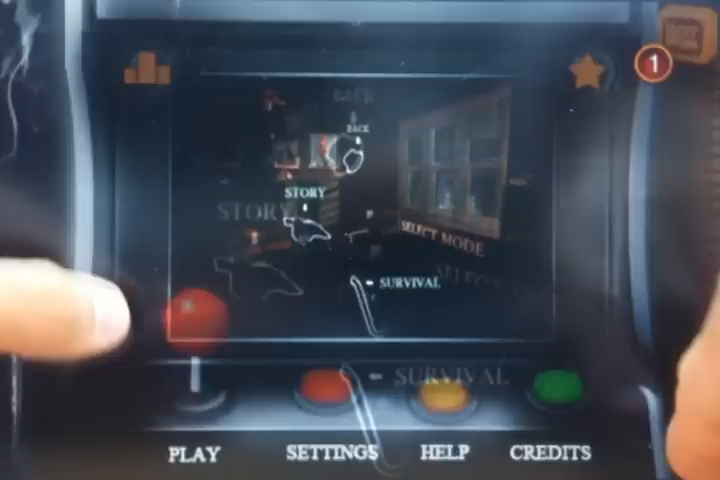 1
BACK
BACK
STORY
STORY
SELECT MODE
SURVIVAL
SURVIVAL
PLAY
SETTINGS
HELP
CREDITS